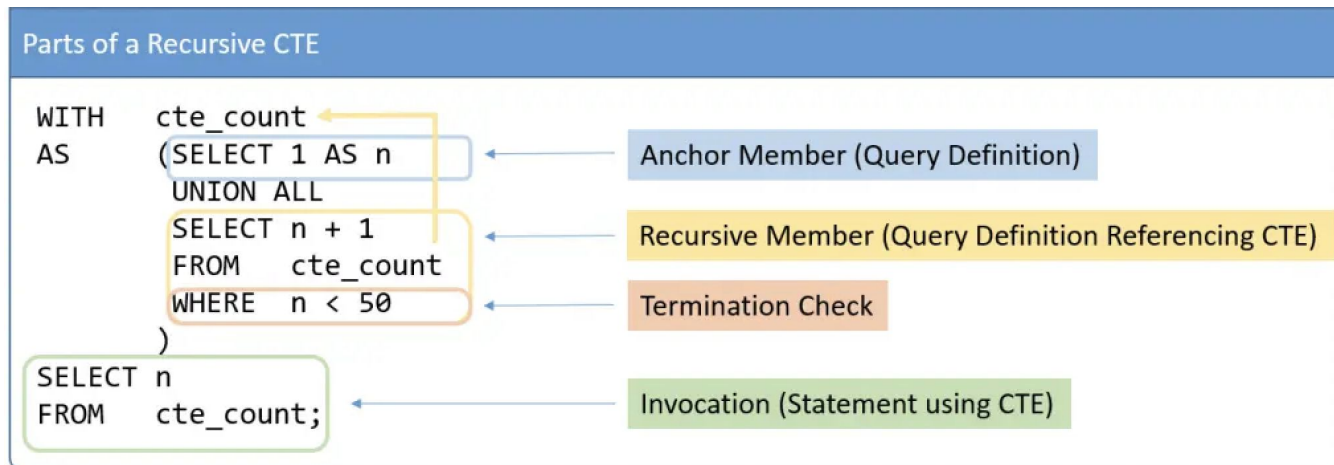 Parts of a Recursive CTE
WITH cte_count
AS (SELECT 1 AS n
UNION ALL
SELECT n + 1
FROM cte_count
WHERE n < 50
)
SELECT n
FROM cte_count;
Anchor Member (Query Definition)
Recursive Member (Query Definition Referencing CTE)
Termination Check
Invocation (Statement using CTE)